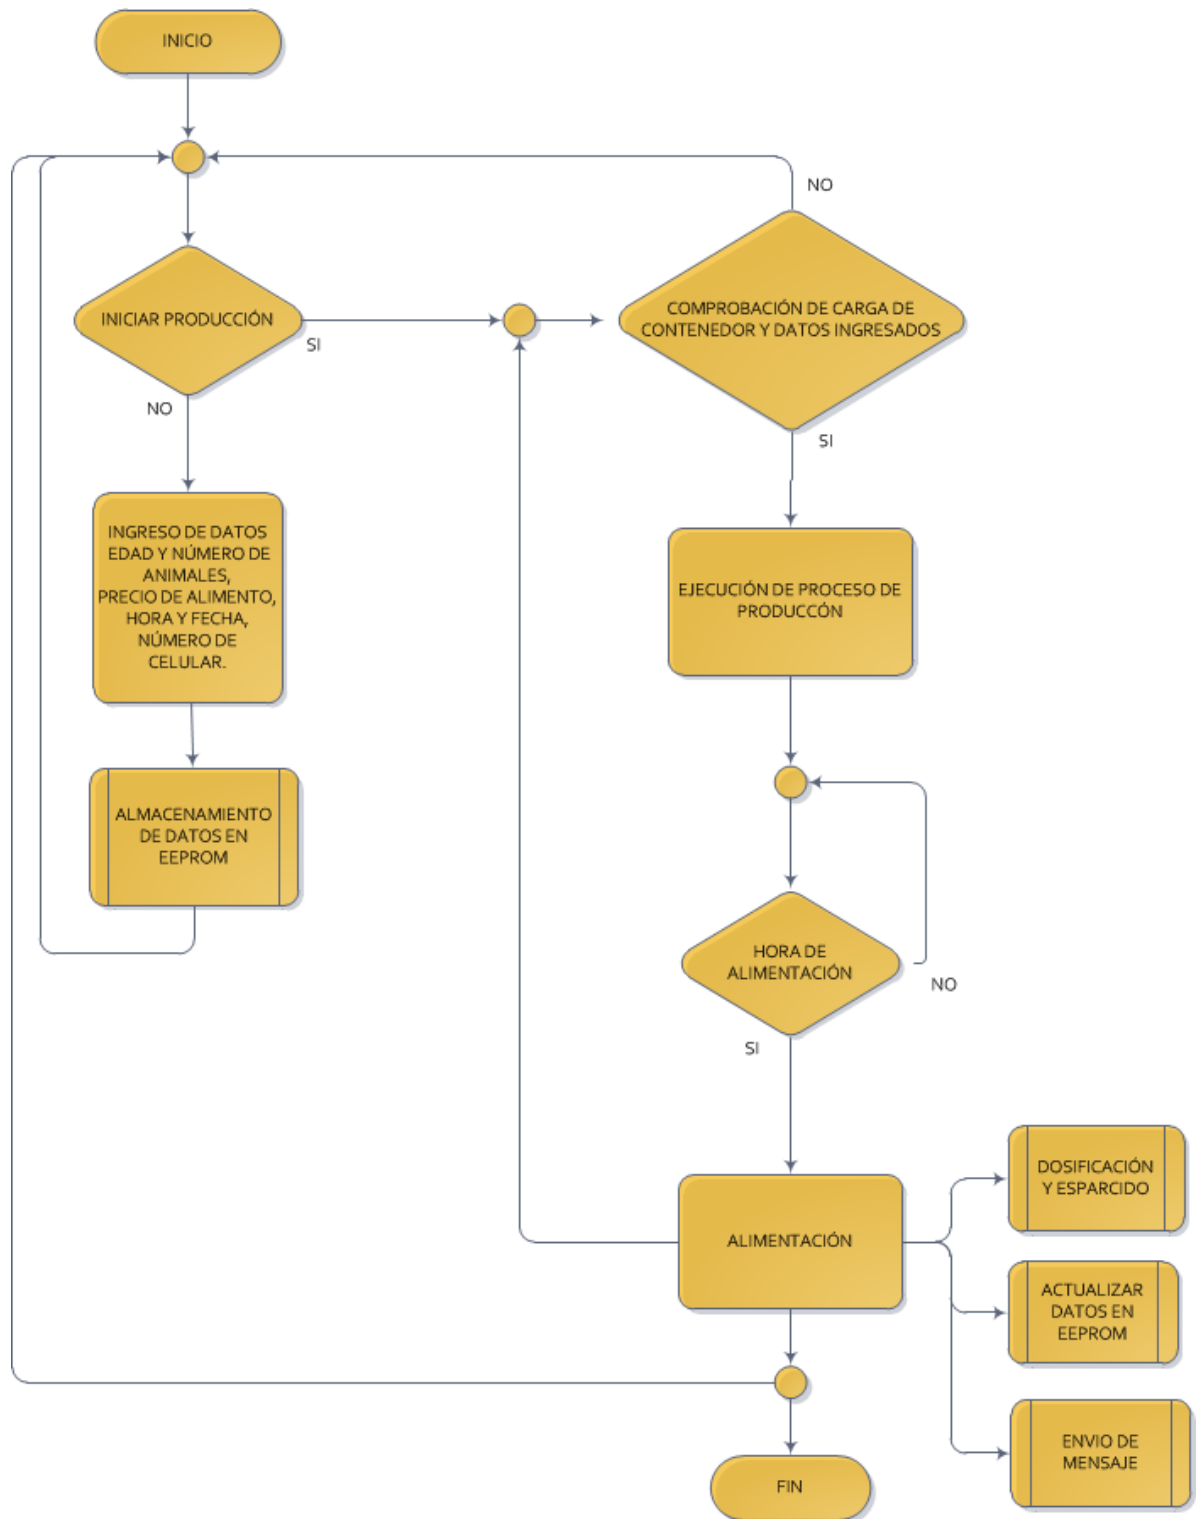 INICIO
NO
INICIAR PRODUCCIÓN
SI
COMPROBACIÓN DE CARGA DE
CONTENEDOR Y DATOS INGRESADOS
NO
SI
INGRESO DE DATOS
EDAD Y NÚMERO DE
ANIMALES,
PRECIO DE ALIMENTO,
HORA Y FECHA,
NÚMERO DE
CELULAR.
EJECUCIÓN DE PROCESO DE
PRODUCCÓN
ALMACENAMIENTO
DE DATOS EN
EEPROM
HORA DE
ALIMENTACIÓN
NO
SI
ALIMENTACIÓN
DOSIFICACIÓN
Y ESPARCIDO
ACTUALIZAR
DATOS EN
EEPROM
ENVIO DE
MENSAJE
FIN